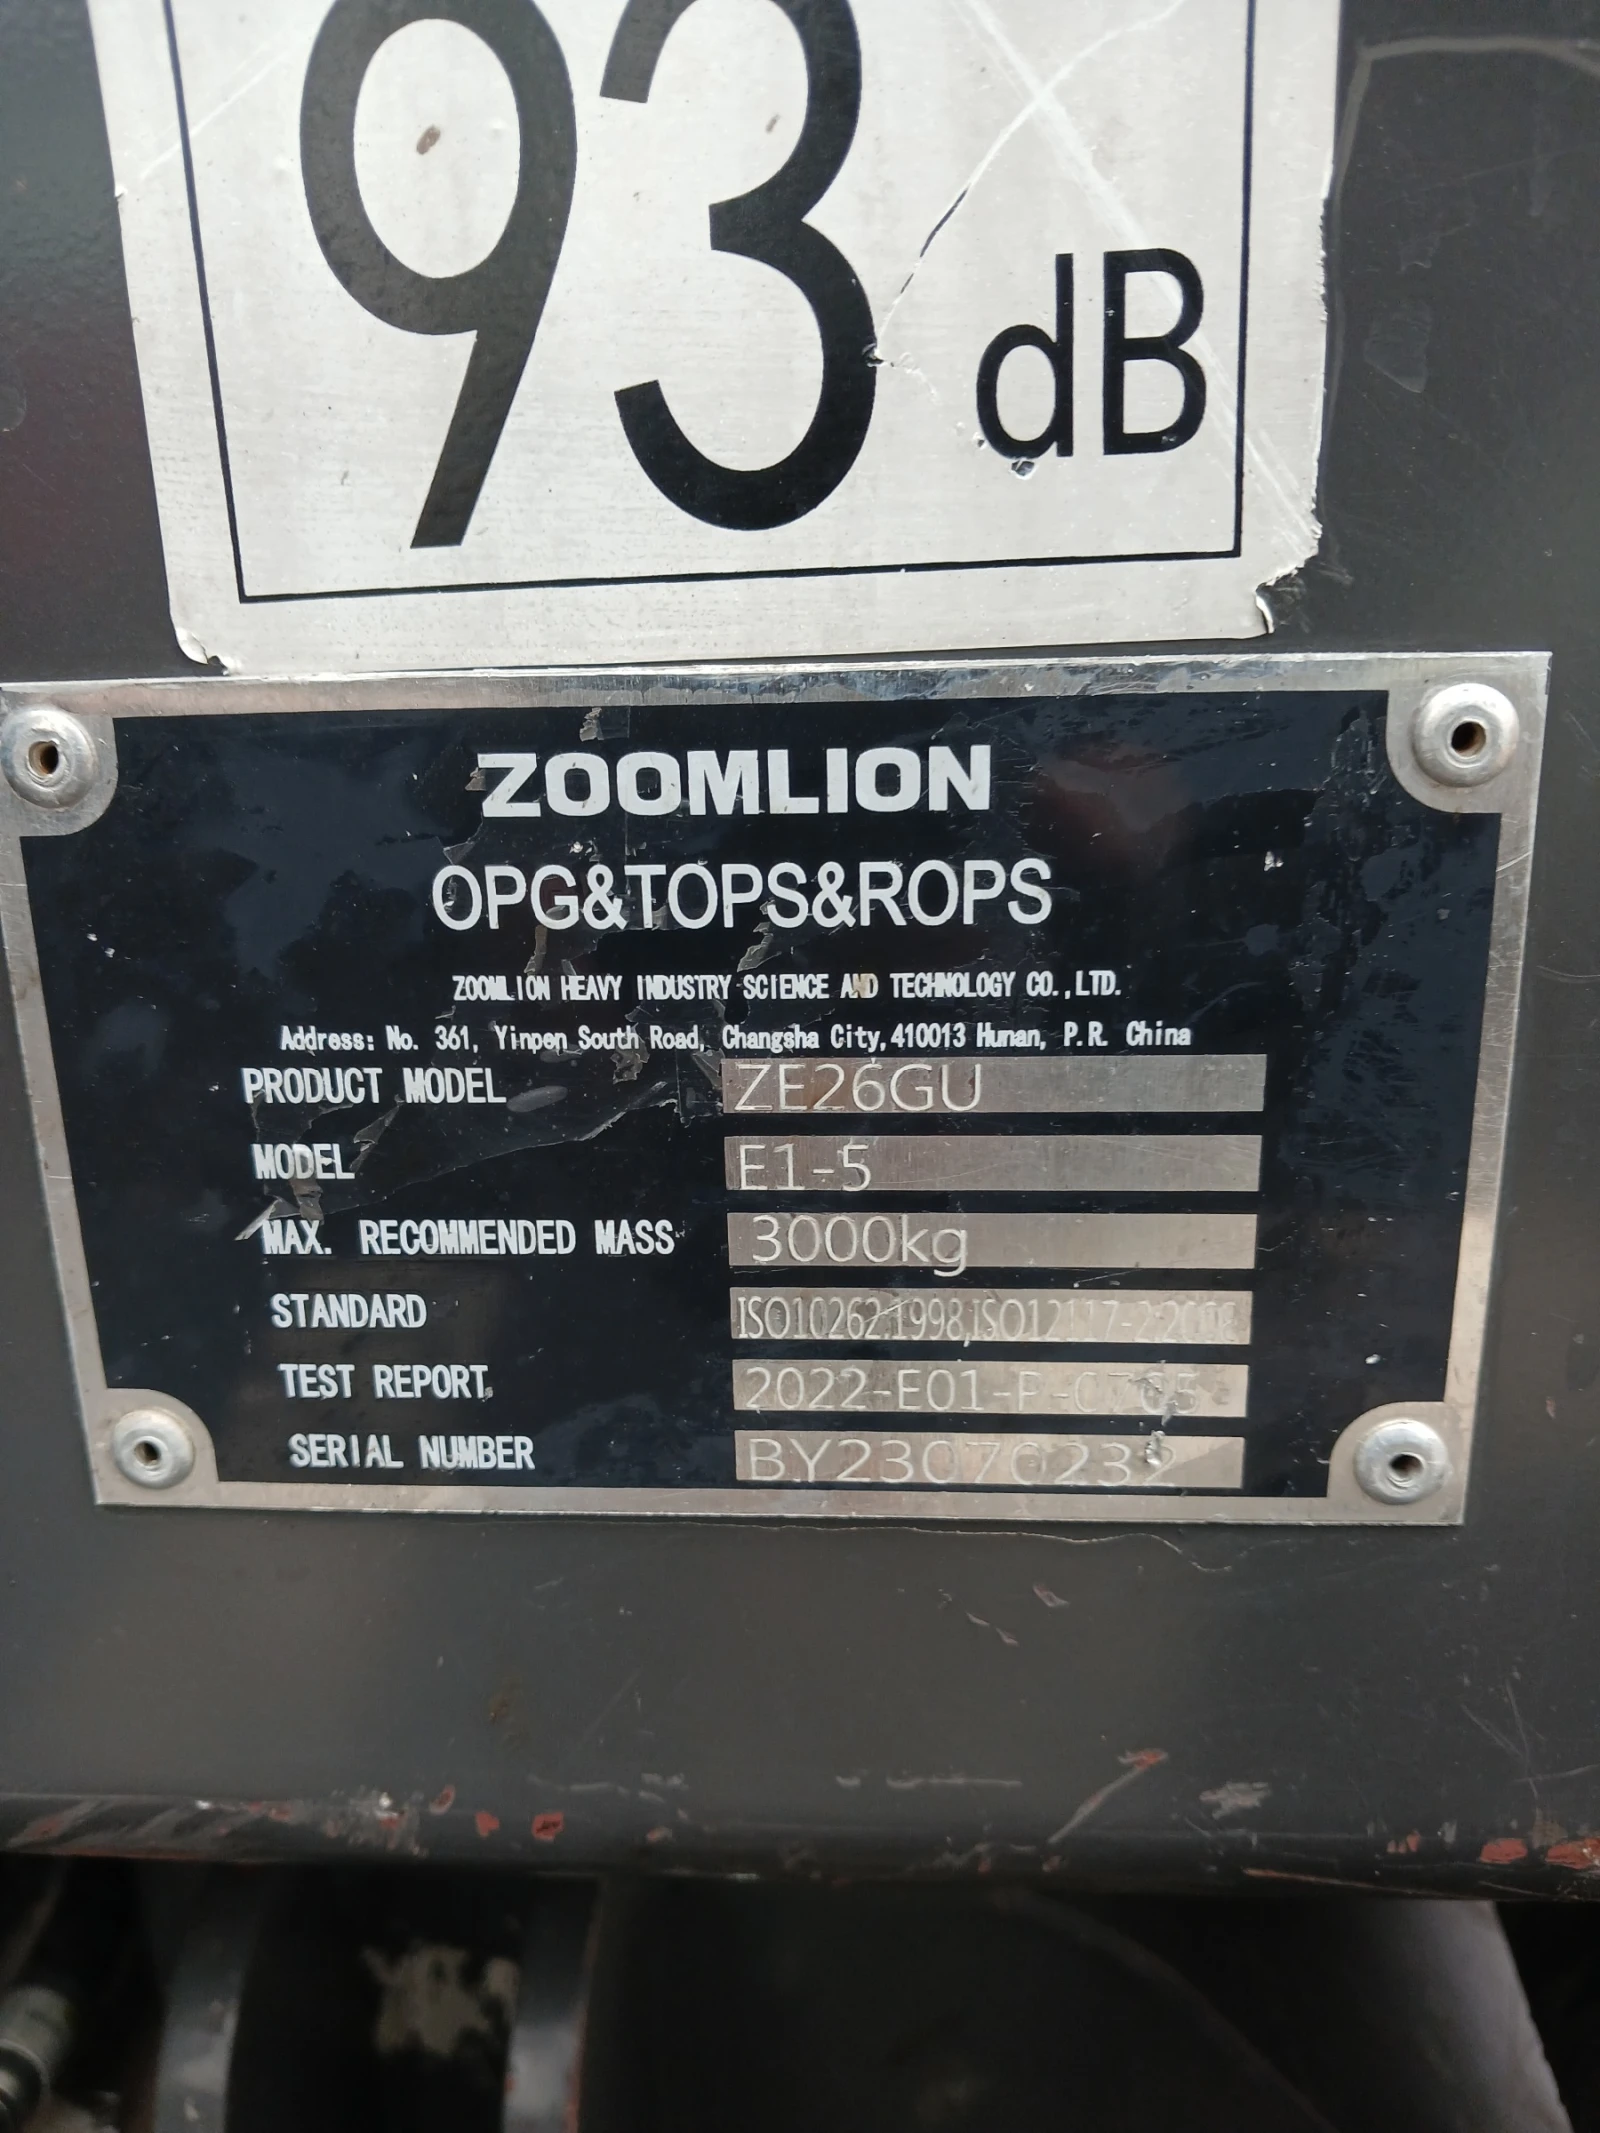 93 dB
ZOOMLION
OPG&TOPS&ROPS
ZOOMLION HEAVY INDUSTRY SCIENCE AND TECHNOLOGY CO.,LTD.
Address: No. 361, Yinpen South Road, Changsha City, 410013 Hunan, P.R. China
PRODUCT MODEL ZE26GU
MODEL E1-5
MAX. RECOMMENDED MASS 3000kg
STANDARD
TEST REPORT
SERIAL NUMBER BY23070232